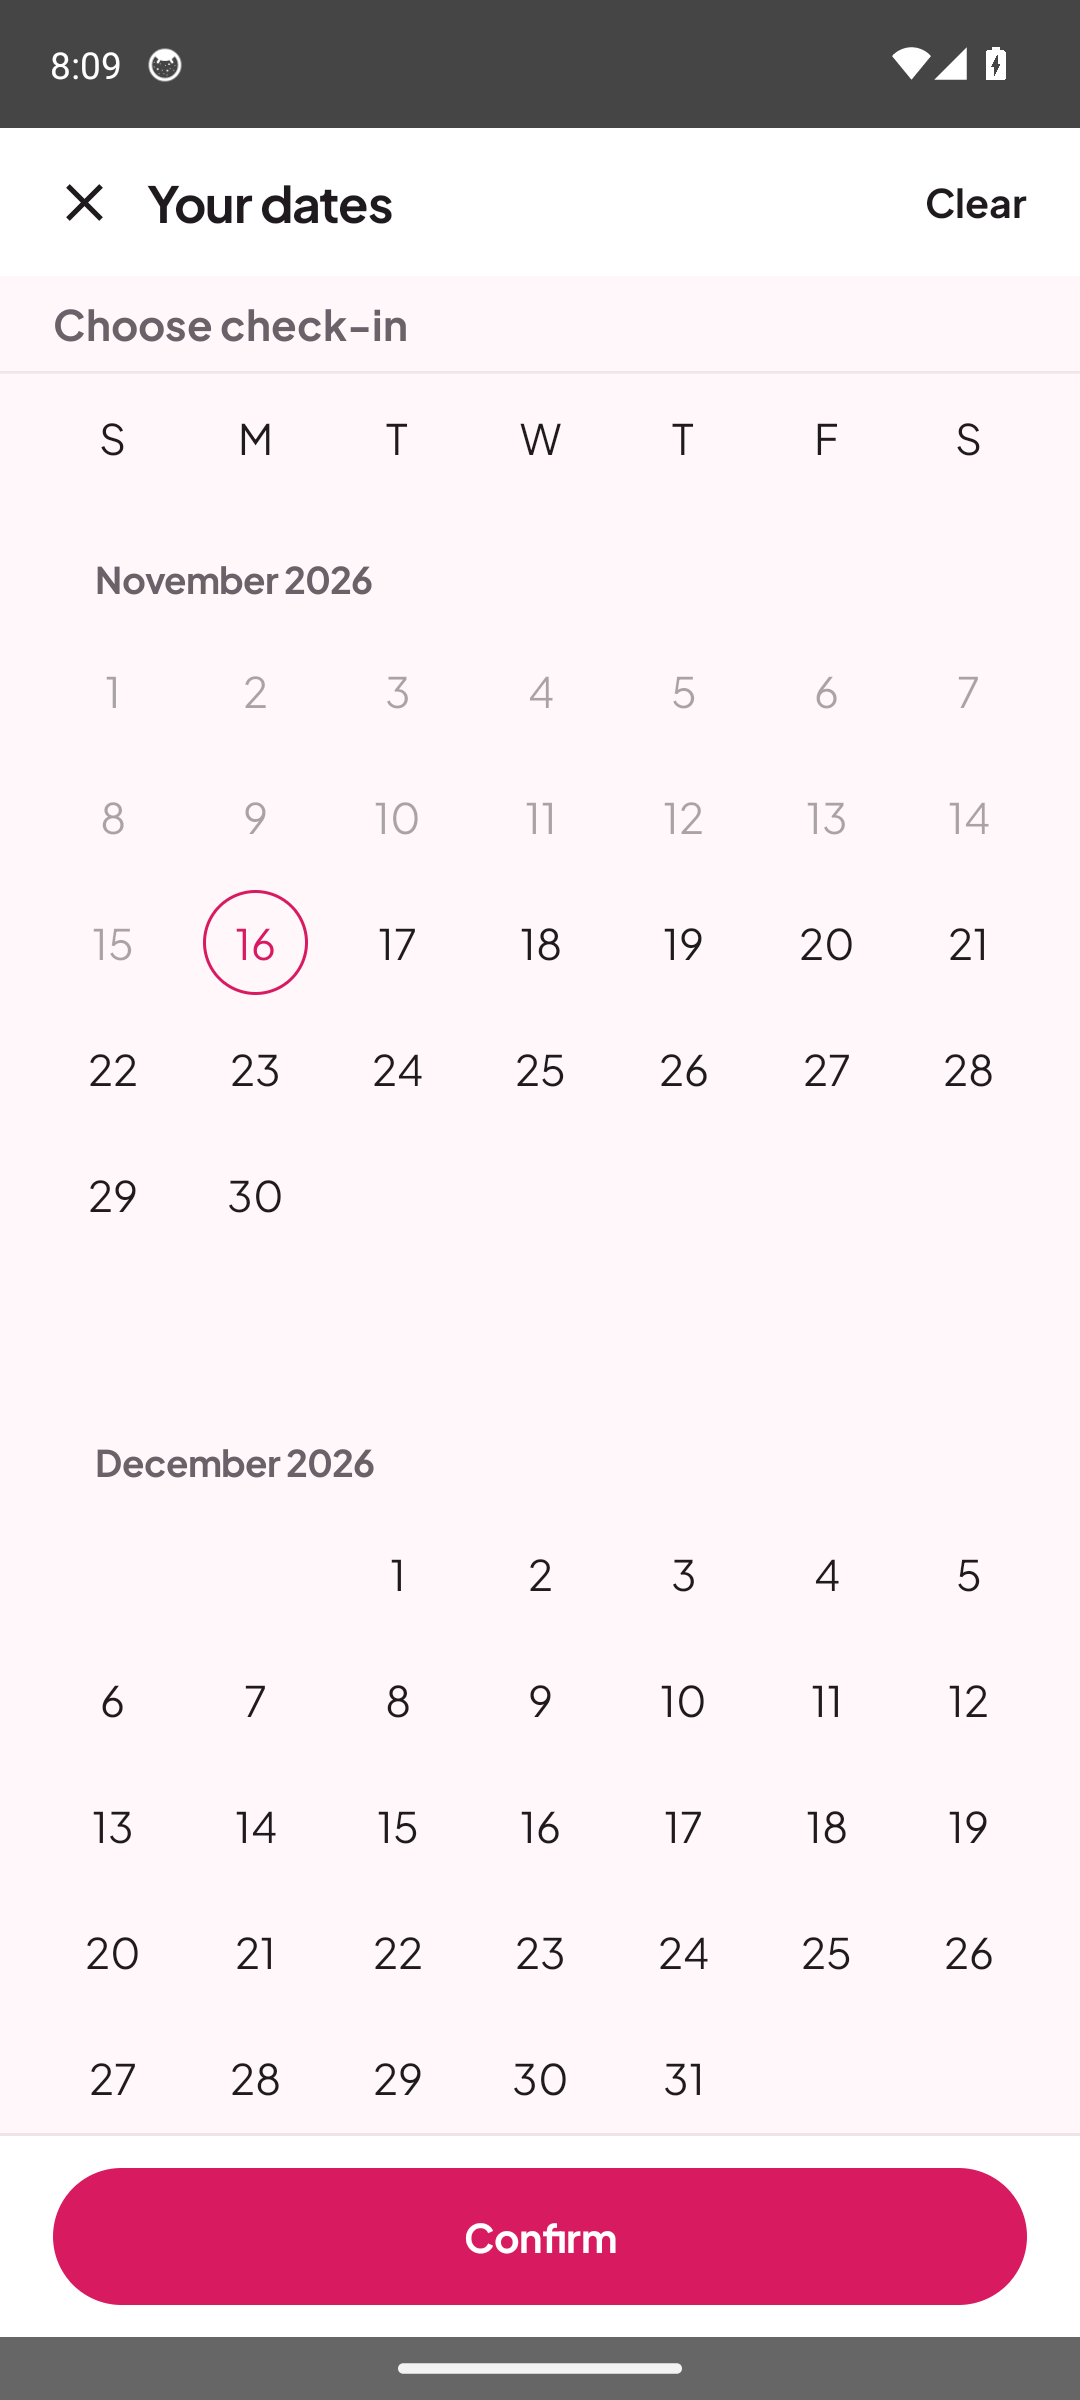 8:09
Your dates
Clear
Choose check-in
S M T W T F S
November 2026
1 2 3 4 5 6 7
8 9 10 11 12 13 14
15 16 17 18 19 20 21
22 23 24 25 26 27 28
29 30
December 2026
1 2 3 4 5
6 7 8 9 10 11 12
13 14 15 16 17 18 19
20 21 22 23 24 25 26
27 28 29 30 31
Confirm